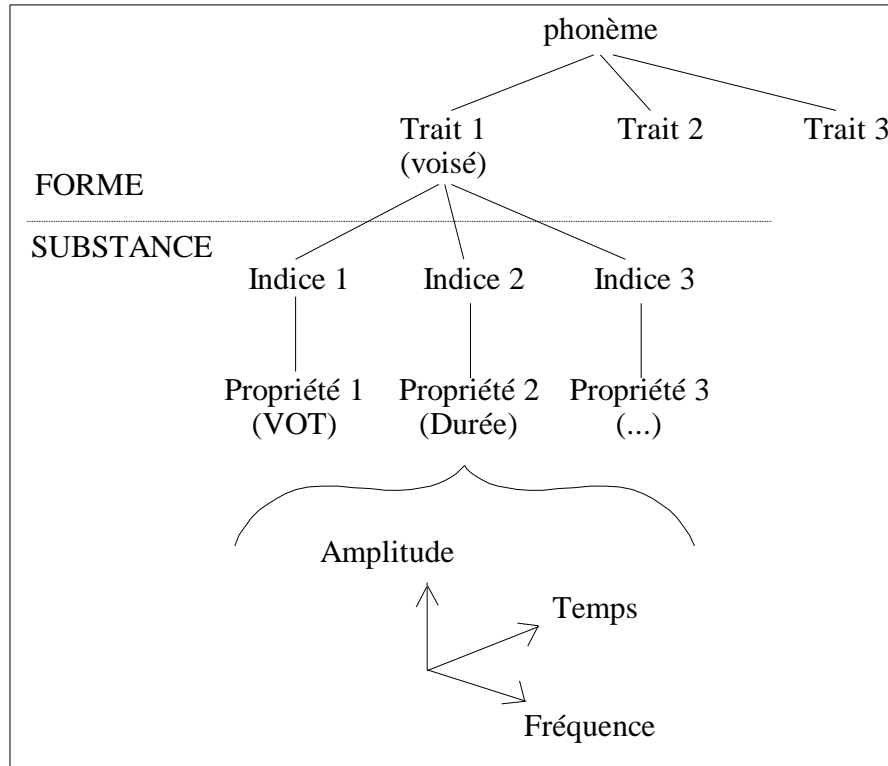 phonème
Trait 1 Trait 2 Trait 3
(voisé)
FORME
SUBSTANCE
Indice 1 Indice 2 Indice 3
Propriété 1 Propriété 2 Propriété 3
(VOT) (Durée) (...)
Amplitude
Temps
Fréquence